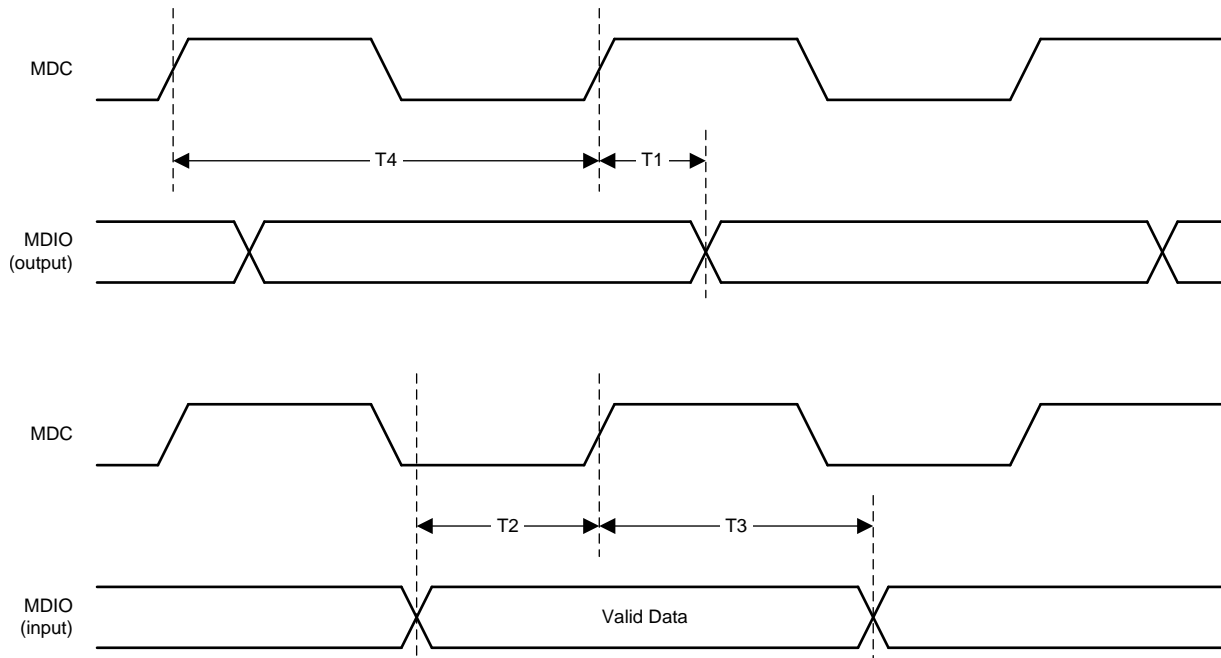 MDC
T4
T1
MDIO
(output)
MDC
T2
T3
MDIO
(input)
Valid Data